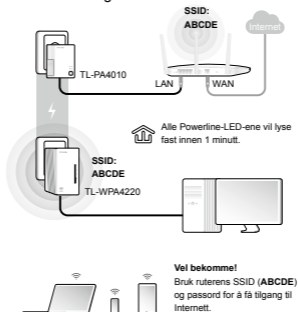 SSID:
ABCDE
Internet
TL-PA4010
LAN
WAN
Alle Powerline-LED-ene vil lyse
fast innen 1 minutt.
SSID:
ABCDE
TL-WPA4220
Vel bekomme!
Bruk ruterens SSID (ABCDE)
og passord for å få tilgang til
Internett.